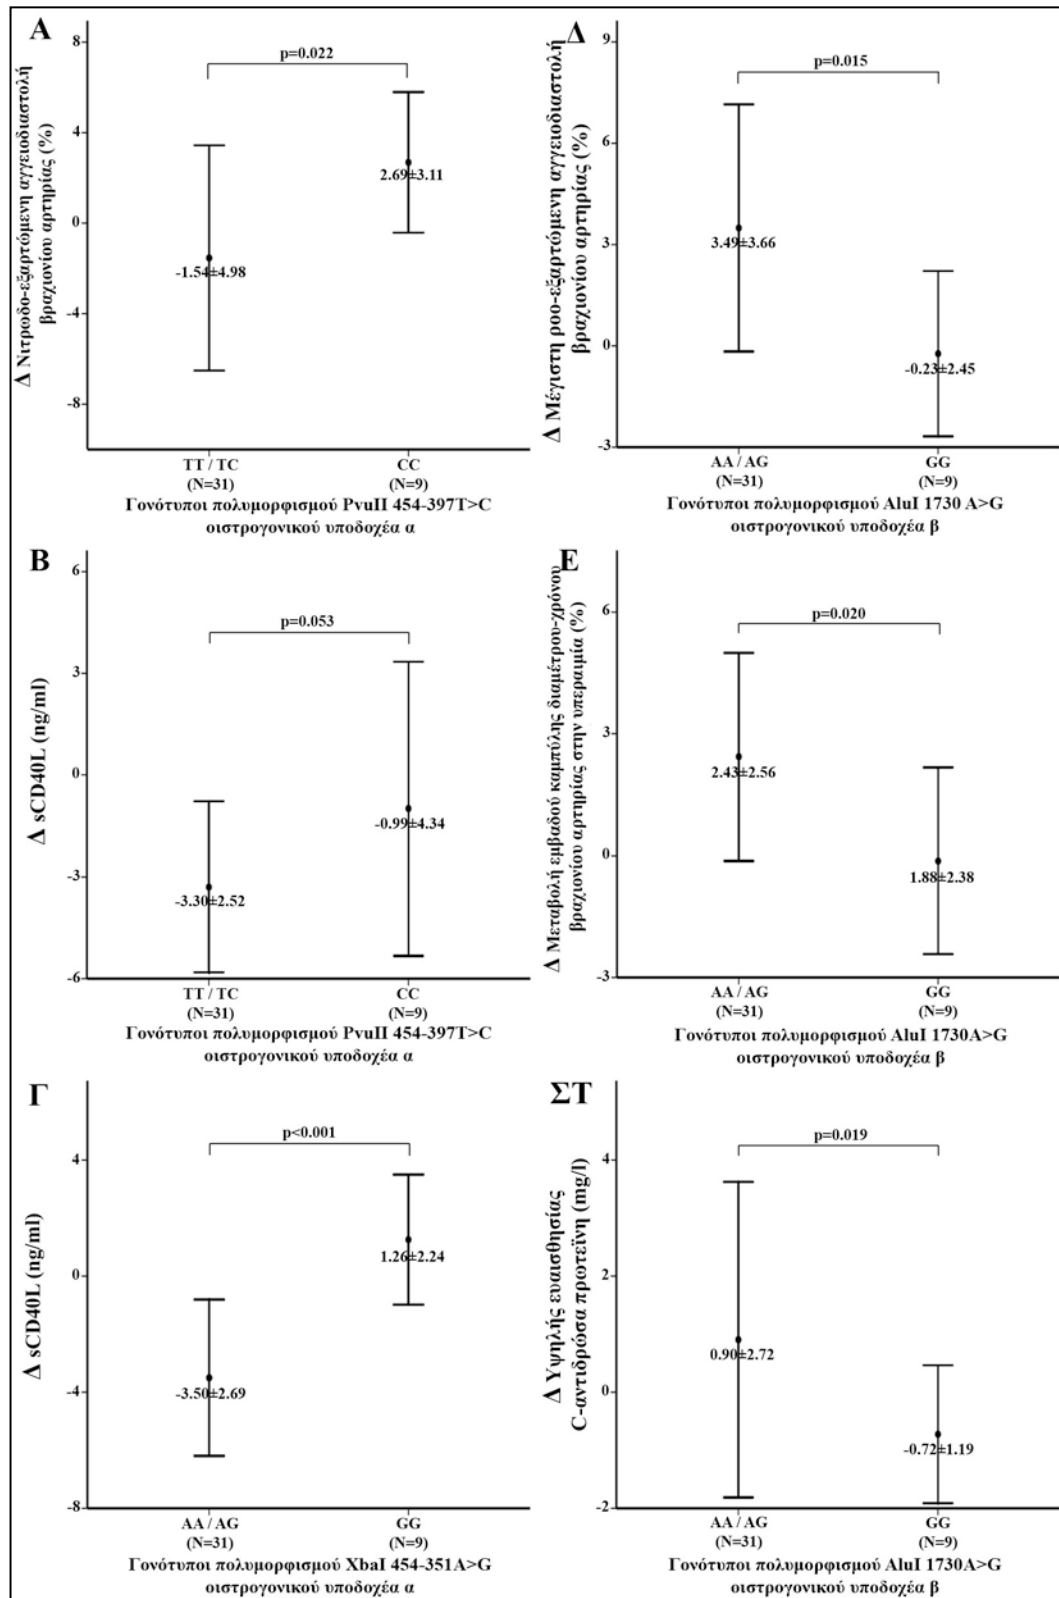 Α
Δ Νιτρωδο-εξαρτώμενη αγγειοδιαστολή
βραχιονίου αρτηρίας (%)
8
4
0
-4
-8
p=0.022
-1.54±4.98
2.69±3.11
TT / TC
(N=31)
CC
(N=9)
Γονότυποι πολυμορφισμού PvuII 454-397T>C
οιστρογονικού υποδοχέα α
Δ
Δ Μέγιστη ροο-εξαρτώμενη αγγειοδιαστολή
βραχιονίου αρτηρίας (%)
9
6
3
0
-3
p=0.015
3.49±3.66
-0.23±2.45
AA / AG
(N=31)
GG
(N=9)
Γονότυποι πολυμορφισμού AluI 1730 A>G
οιστρογονικού υποδοχέα β
Β
Δ sCD40L (ng/ml)
6
3
0
-3
-6
p=0.053
-3.30±2.52
-0.99±4.34
TT / TC
(N=31)
CC
(N=9)
Γονότυποι πολυμορφισμού PvuII 454-397T>C
οιστρογονικού υποδοχέα α
Ε
Δ Μεταβολή εμβαδού καμπύλης διαμέτρου-χρόνου
βραχιονίου αρτηρίας στην υπεραιμία (%)
6
3
0
-3
p=0.020
2.43±2.56
1.88±2.38
AA / AG
(N=31)
GG
(N=9)
Γονότυποι πολυμορφισμού AluI 1730A>G
οιστρογονικού υποδοχέα β
Γ
Δ sCD40L (ng/ml)
4
0
-4
-8
p<0.001
-3.50±2.69
1.26±2.24
AA / AG
(N=31)
GG
(N=9)
Γονότυποι πολυμορφισμού XbaI 454-351A>G
οιστρογονικού υποδοχέα α
ΣΤ
Δ Υψηλής ευαισθησίας
C-αντιδρώσα πρωτεϊνη (mg/l)
4
2
0
-2
p=0.019
0.90±2.72
-0.72±1.19
AA / AG
(N=31)
GG
(N=9)
Γονότυποι πολυμορφισμού AluI 1730A>G
οιστρογονικού υποδοχέα β